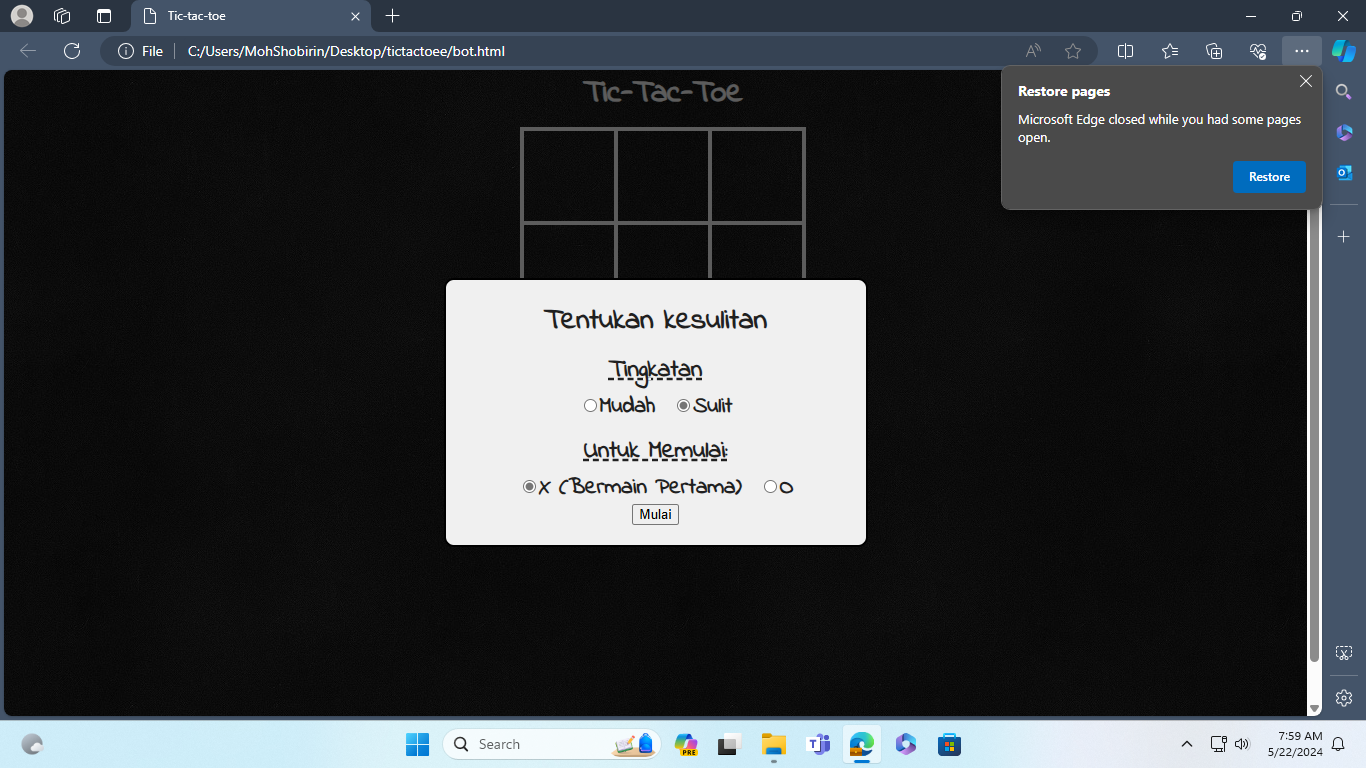 Tic-tac-toe
File
C:/Users/MohShobirin/Desktop/tictactoee/bot.html
Tic-Tac-Toe
Restore pages
Microsoft Edge closed while you had some pages
open.
Restore
Tentukan kesulitan
Tingkatan
Mudah Sulit
Untuk Memulai:
X (Bermain Pertama) O
Mulai
Search
PRE
7:59 AM
5/22/2024